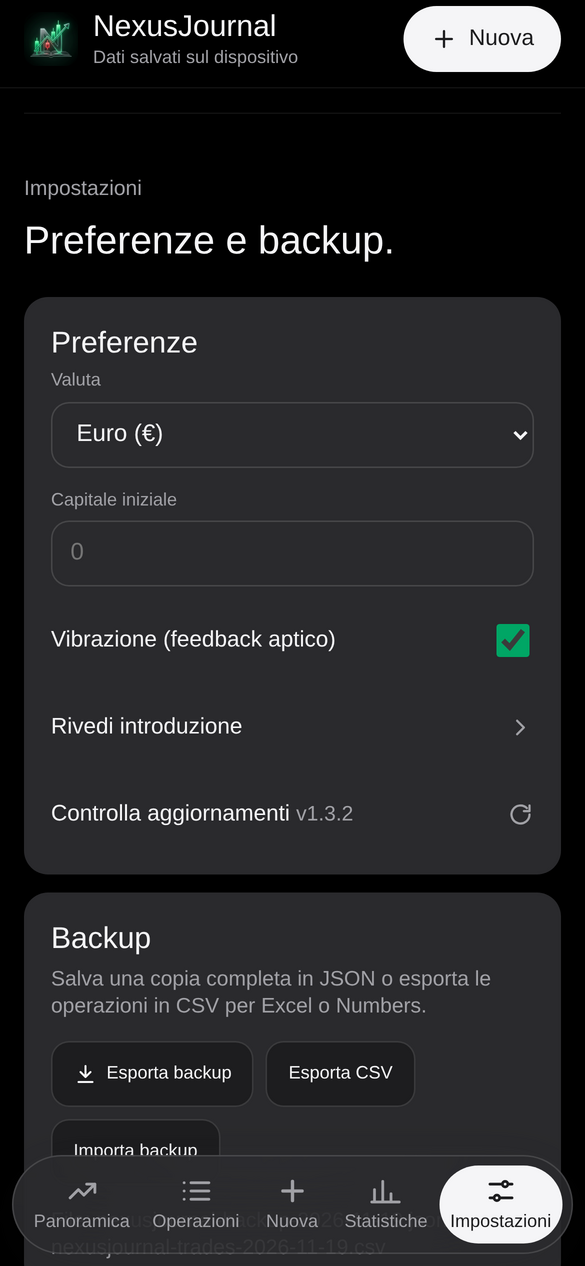 NexusJournal
Dati salvati sul dispositivo
Nuova
Impostazioni
Preferenze e backup.
Preferenze
Valuta
Euro (€)
Capitale iniziale
0
Vibrazione (feedback aptico)
Rivedi introduzione
Controlla aggiornamenti v1.3.2
Backup
Salva una copia completa in JSON o esporta le
operazioni in CSV per Excel o Numbers.
Esporta backup
Esporta CSV
Importa backup
Panoramica
Operazioni
Nuova
Statistiche
Impostazioni
nexusjournal-trades-2026-11-19.csv